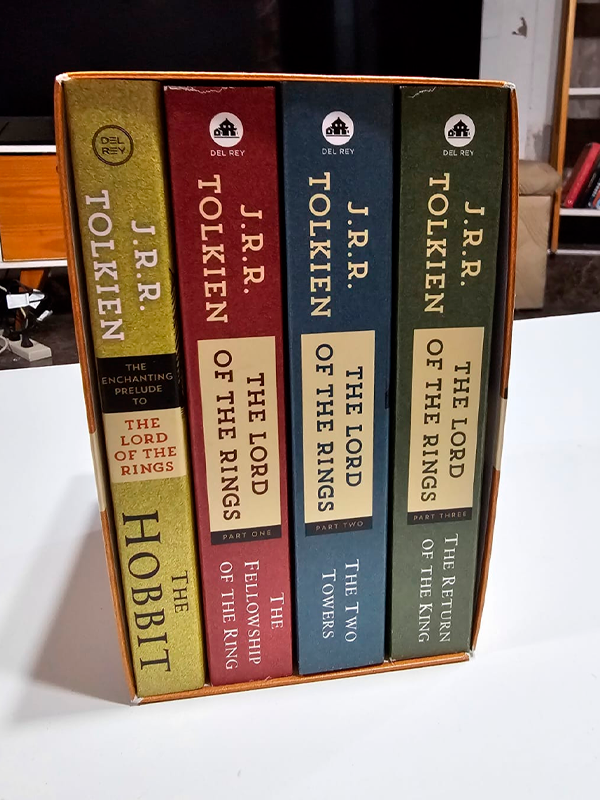 DEL
REY
J.R.R.
TOLKIEN
THE
ENCHANTING
PRELUDE
TO
THE
LORD
OF THE
RINGS
THE
HOBBIT
DEL REY
J.R.R.
TOLKIEN
THE LORD
OF THE RINGS
PART ONE
THE
FELLOWSHIP
OF THE RING
DEL REY
J.R.R.
TOLKIEN
THE LORD
OF THE RINGS
PART TWO
THE TWO
TOWERS
DEL REY
J.R.R.
TOLKIEN
THE LORD
OF THE RINGS
PART THREE
THE RETURN
OF THE KING